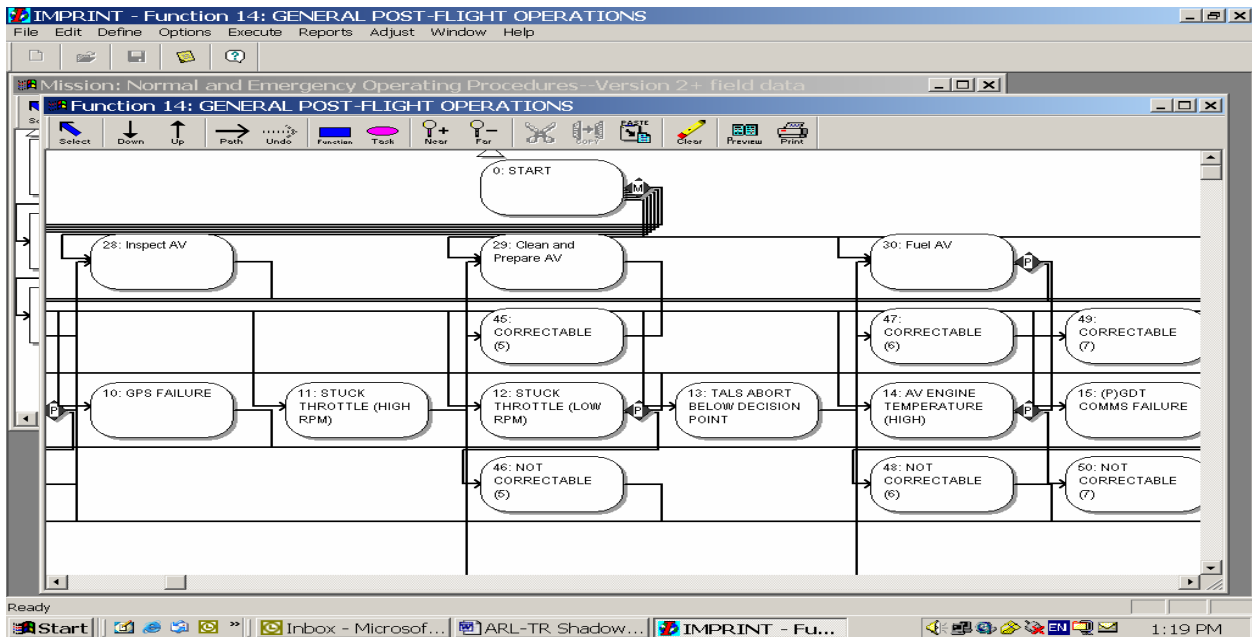 IMPRINT - Function 14: GENERAL POST-FLIGHT OPERATIONS
File Edit Define Options Execute Reports Adjust Window Help
Mission: Normal and Emergency Operating Procedures--Version 2+ field data
Function 14: GENERAL POST-FLIGHT OPERATIONS
Select Down Up Path Undo Function Task Near Far COPY PASTE Clear Preview Print
0: START
M
28: Inspect AV
29: Clean and
Prepare AV
30: Fuel AV
P
45:
CORRECTABLE
(5)
47:
CORRECTABLE
(6)
49:
CORRECTABLE
(7)
P
10: GPS FAILURE
11: STUCK
THROTTLE (HIGH
RPM)
12: STUCK
THROTTLE (LOW
RPM)
P
13: TALS ABORT
BELOW DECISION
POINT
14: AV ENGINE
TEMPERATURE
(HIGH)
P
15: (P)GDT
COMMS FAILURE
46: NOT
CORRECTABLE
(5)
48: NOT
CORRECTABLE
(6)
50: NOT
CORRECTABLE
(7)
Ready
Start Inbox - Microsof... ARL-TR Shadow... IMPRINT - Fu... EN 1:19 PM